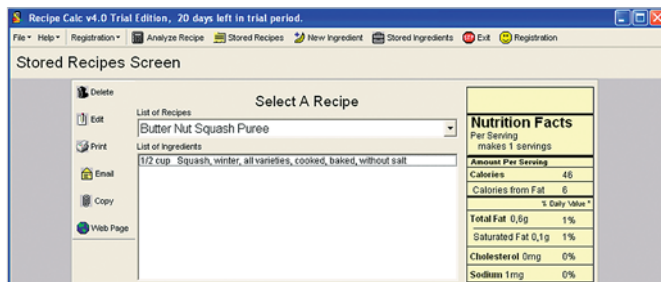 Recipe Calc v4.0 Trial Edition, 20 days left in trial period.
File Help Registration Analyze Recipe Stored Recipes New Ingredient Stored Ingredients Exit Registration
Stored Recipes Screen
Delete
Edit
Print
Email
Copy
Web Page
Select A Recipe
List of Recipes
Butter Nut Squash Puree
List of Ingredients
1/2 cup Squash, winter, all varieties, cooked, baked, without salt
Nutrition Facts
Per Serving
makes 1 servings
Amount Per Serving
Calories 46
Calories from Fat 6
% Daily Value *
Total Fat 0,6g 1%
Saturated Fat 0,1g 1%
Cholesterol 0mg 0%
Sodium 1mg 0%